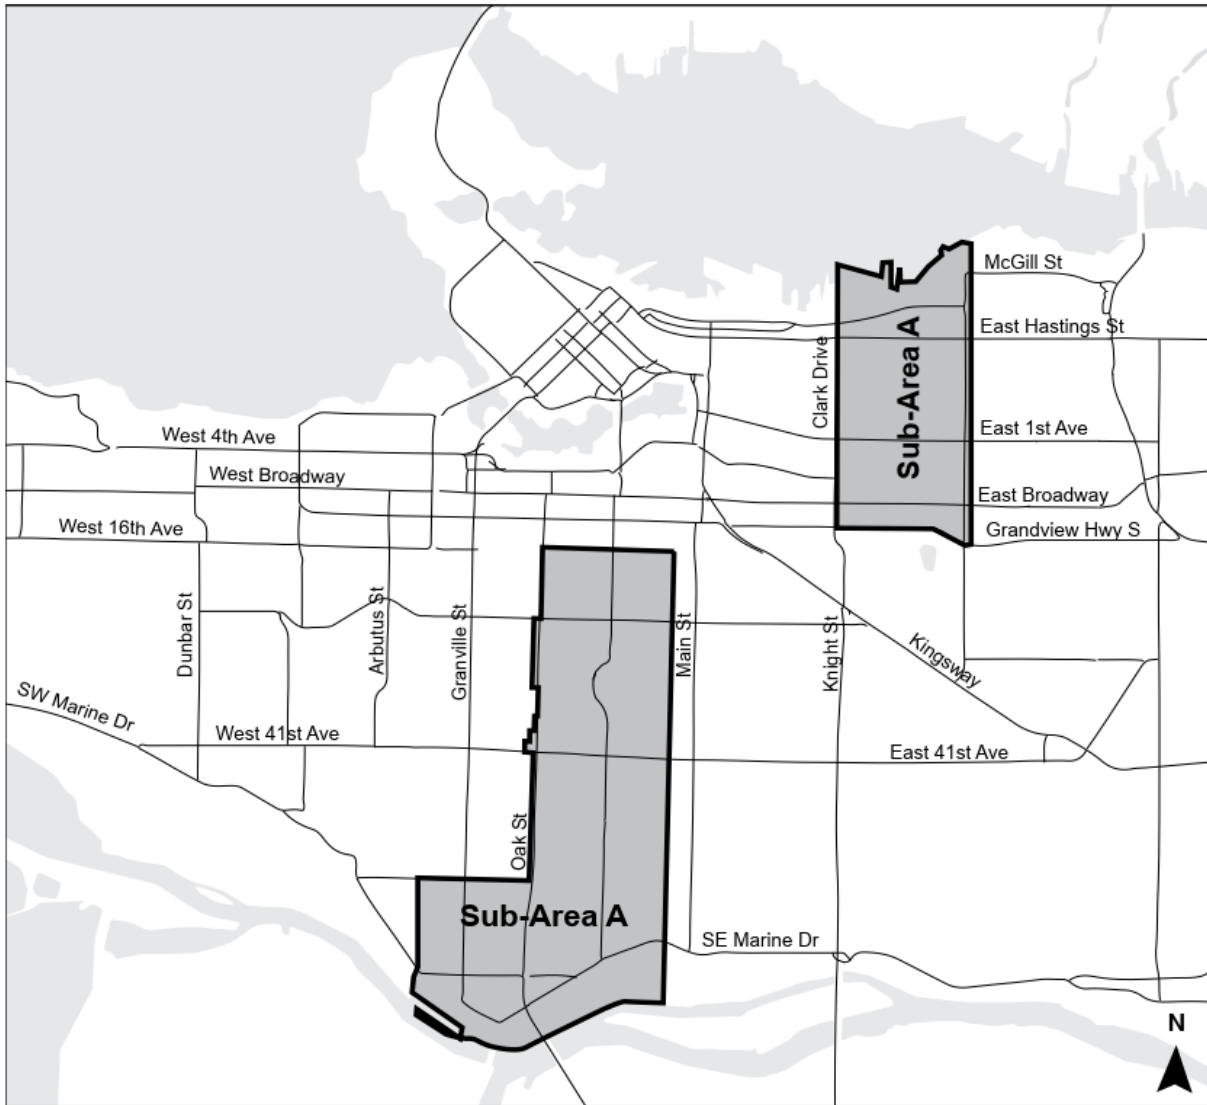 McGill St
East Hastings St
Clark Drive
Sub-Area A
East 1st Ave
West 4th Ave
West Broadway
East Broadway
West 16th Ave
Grandview Hwy S
Dunbar St
Arbutus St
Granville St
Main St
Knight St
Kingsway
SW Marine Dr
West 41st Ave
East 41st Ave
Oak St
Sub-Area A
SE Marine Dr
N